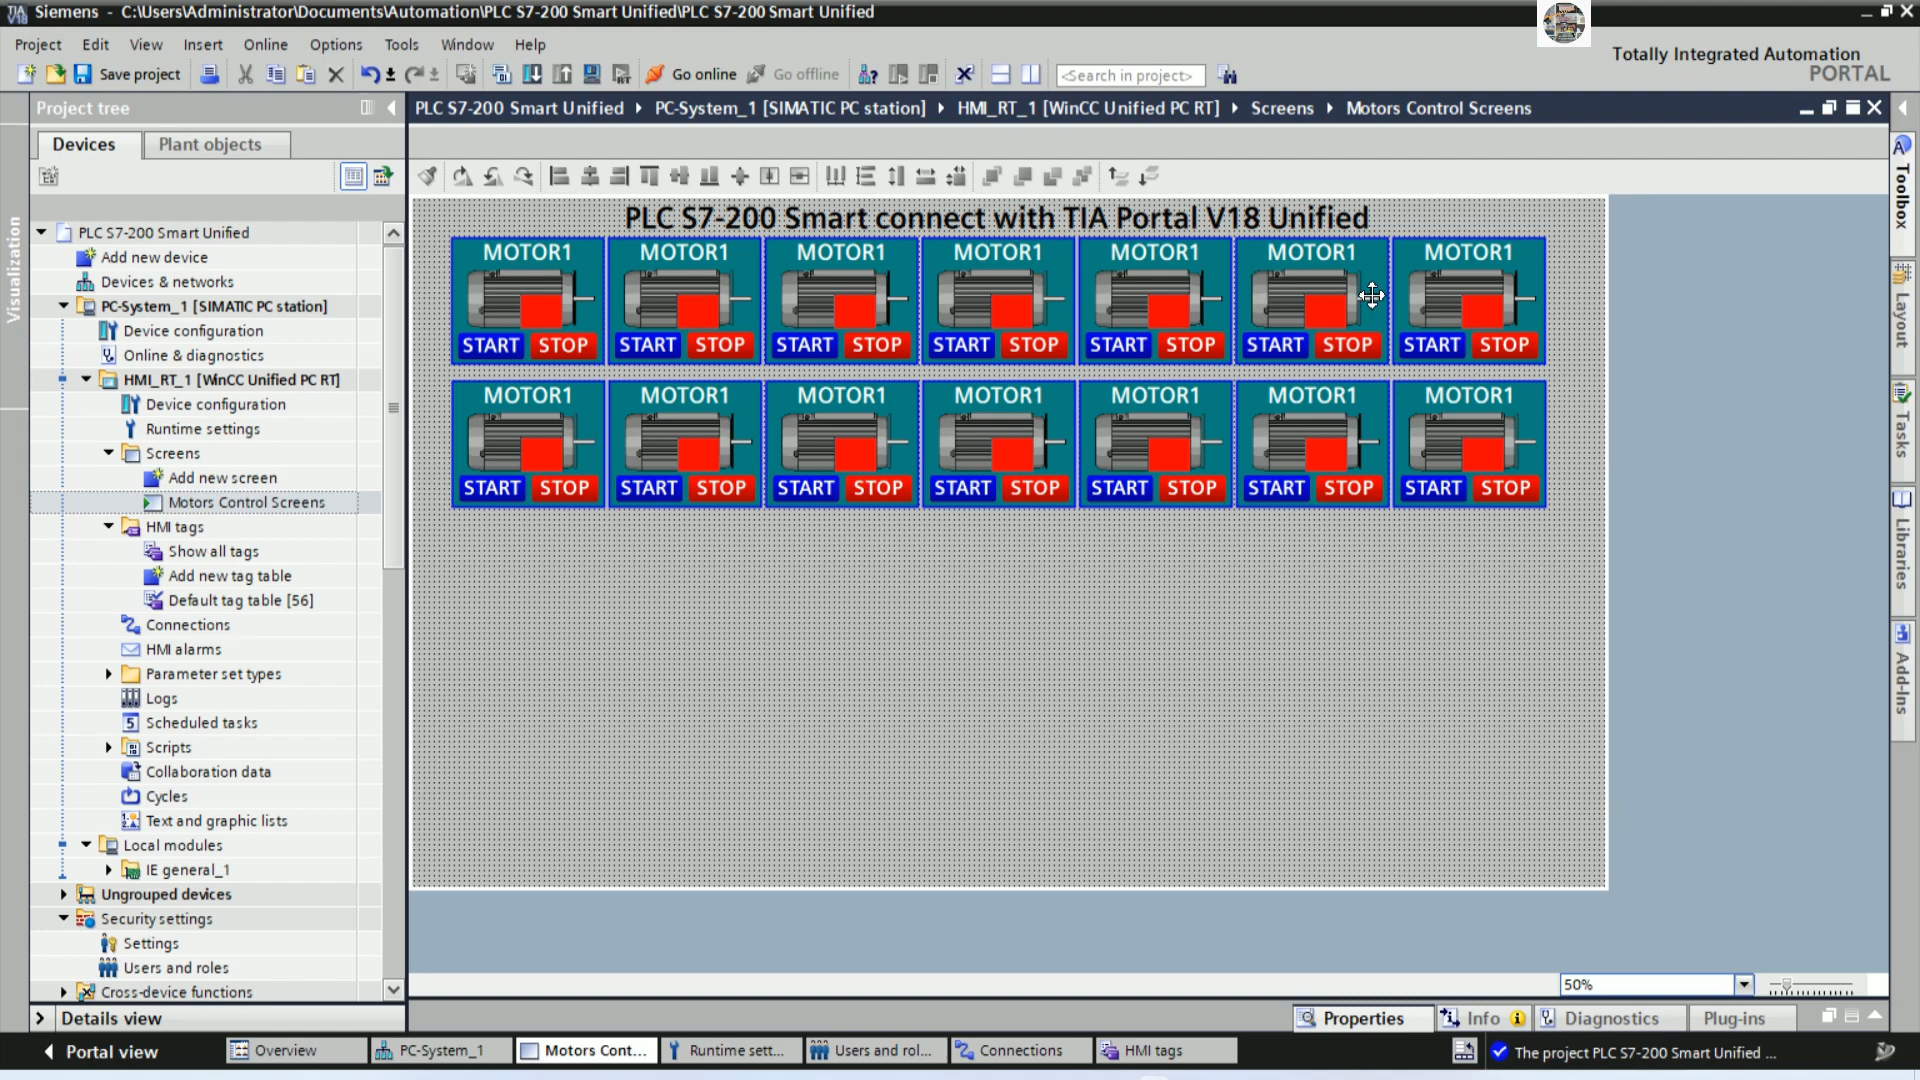 Siemens - C:\Users\Administrator\Documents\Automation\PLC S7-200 Smart Unified\PLC S7-200 Smart Unified
Project Edit View Insert Online Options Tools Window Help
Totally Integrated Automation
PORTAL
Save project Go online Go offline <Search in project>
Project tree
PLC S7-200 Smart Unified PC-System_1 [SIMATIC PC station] HMI_RT_1 [WinCC Unified PC RT] Screens Motors Control Screens
Devices Plant objects
Visualization
PLC S7-200 Smart Unified
Add new device
Devices & networks
PC-System_1 [SIMATIC PC station]
Device configuration
Online & diagnostics
HMI_RT_1 [WinCC Unified PC RT]
Device configuration
Runtime settings
Screens
Add new screen
Motors Control Screens
HMI tags
Show all tags
Add new tag table
Default tag table [56]
Connections
HMI alarms
Parameter set types
Logs
Scheduled tasks
Scripts
Collaboration data
Cycles
Text and graphic lists
Local modules
IE general_1
Ungrouped devices
Security settings
Settings
Users and roles
Cross-device functions
Details view
PLC S7-200 Smart connect with TIA Portal V18 Unified
MOTOR1 MOTOR1 MOTOR1 MOTOR1 MOTOR1 MOTOR1 MOTOR1
START STOP START STOP START STOP START STOP START STOP START STOP START STOP
MOTOR1 MOTOR1 MOTOR1 MOTOR1 MOTOR1 MOTOR1 MOTOR1
START STOP START STOP START STOP START STOP START STOP START STOP START STOP
Toolbox
Layout
Tasks
Libraries
Add-Ins
50%
Properties Info Diagnostics Plug-ins
Portal view Overview PC-System_1 Motors Cont... Runtime sett... Users and rol... Connections HMI tags The project PLC S7-200 Smart Unified ...